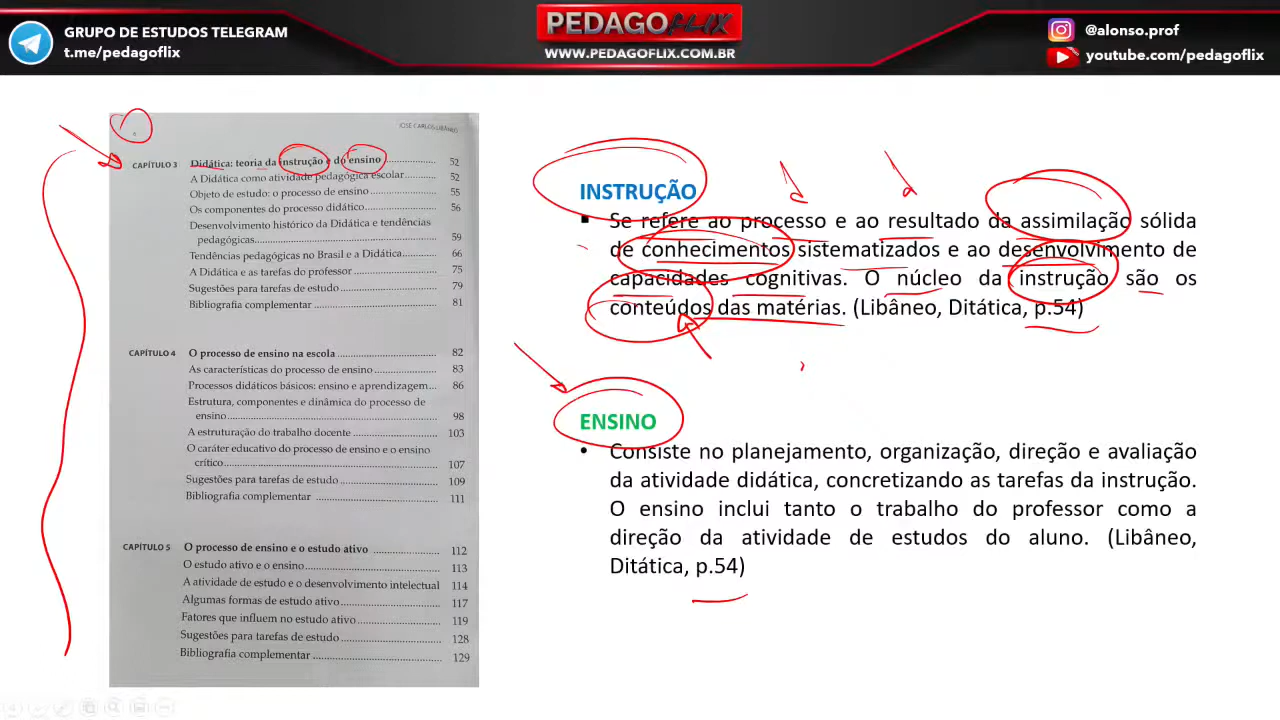 GRUPO DE ESTUDOS TELEGRAM
t.me/pedagoflix
PEDAGOFLIX
WWW.PEDAGOFLIX.COM.BR
@alonso.prof
youtube.com/pedagoflix
JOSÉ CARLOS LIBÂNEO
CAPÍTULO 3 Didática: teoria da instrução e do ensino 52
A Didática como atividade pedagógica escolar 52
Objeto de estudo: o processo de ensino 55
Os componentes do processo didático 56
Desenvolvimento histórico da Didática e tendências
pedagógicas 59
Tendências pedagógicas no Brasil e a Didática 66
A Didática e as tarefas do professor 75
Sugestões para tarefas de estudo 79
Bibliografia complementar 81
CAPÍTULO 4 O processo de ensino na escola 82
As características do processo de ensino 83
Processos didáticos básicos: ensino e aprendizagem 86
Estrutura, componentes e dinâmica do processo de
ensino 98
A estruturação do trabalho docente 103
O caráter educativo do processo de ensino e o ensino
crítico 107
Sugestões para tarefas de estudo 109
Bibliografia complementar 111
CAPÍTULO 5 O processo de ensino e o estudo ativo 112
O estudo ativo e o ensino 113
A atividade de estudo e o desenvolvimento intelectual 114
Algumas formas de estudo ativo 117
Fatores que influem no estudo ativo 119
Sugestões para tarefas de estudo 128
Bibliografia complementar 129
INSTRUÇÃO
▪ Se refere ao processo e ao resultado da assimilação sólida
de conhecimentos sistematizados e ao desenvolvimento de
capacidades cognitivas. O núcleo da instrução são os
conteúdos das matérias. (Libâneo, Ditática, p.54)
ENSINO
• Consiste no planejamento, organização, direção e avaliação
da atividade didática, concretizando as tarefas da instrução.
O ensino inclui tanto o trabalho do professor como a
direção da atividade de estudos do aluno. (Libâneo,
Ditática, p.54)